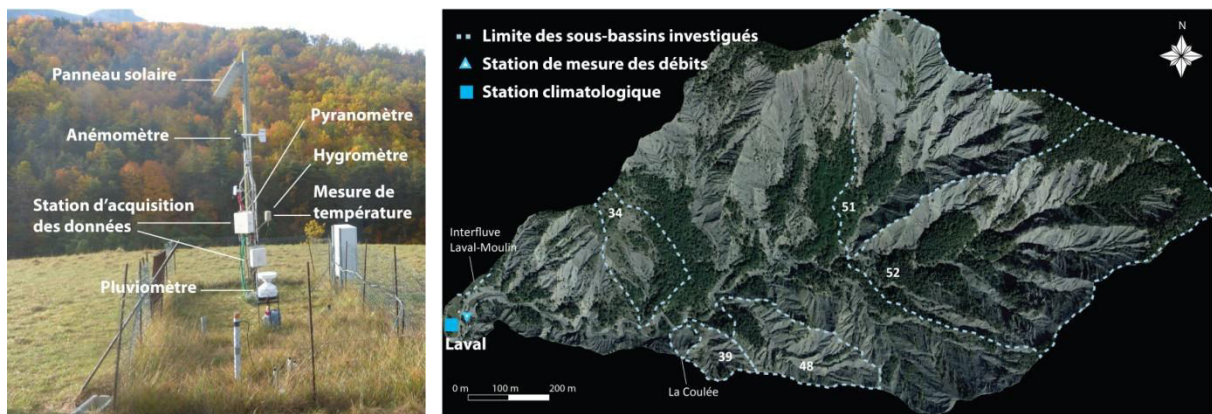 Panneau solaire
Anémomètre
Pyranomètre
Hygromètre
Mesure de
température
Station d'acquisition
des données
Pluviomètre
Limite des sous-bassins investigués
Station de mesure des débits
Station climatologique
N
34
51
52
Interfluve
Laval-Moulin
Laval
39
48
La Coulée
0 m 100 m 200 m